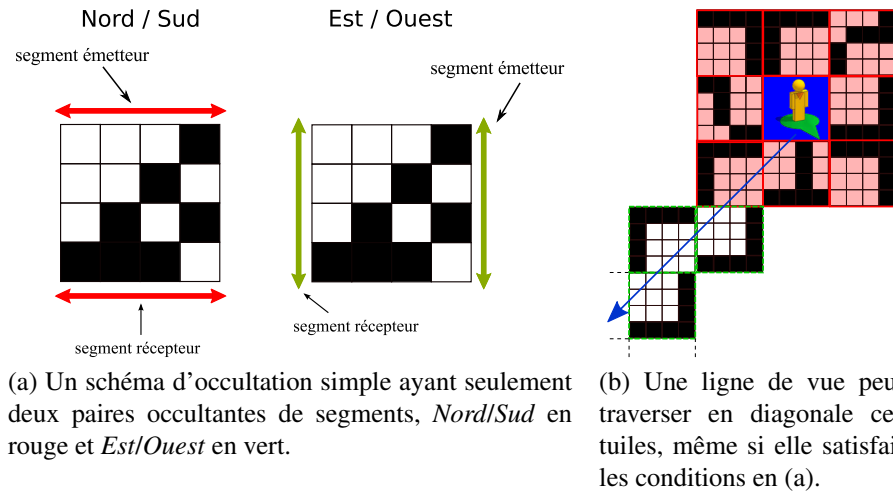 Nord / Sud
Est / Ouest
segment émetteur
segment émetteur
segment récepteur
segment récepteur
(a) Un schéma d'occultation simple ayant seulement
deux paires occultantes de segments, Nord/Sud en
rouge et Est/Ouest en vert.
(b) Une ligne de vue peu
traverser en diagonale ce
tuiles, même si elle satisfai
les conditions en (a).